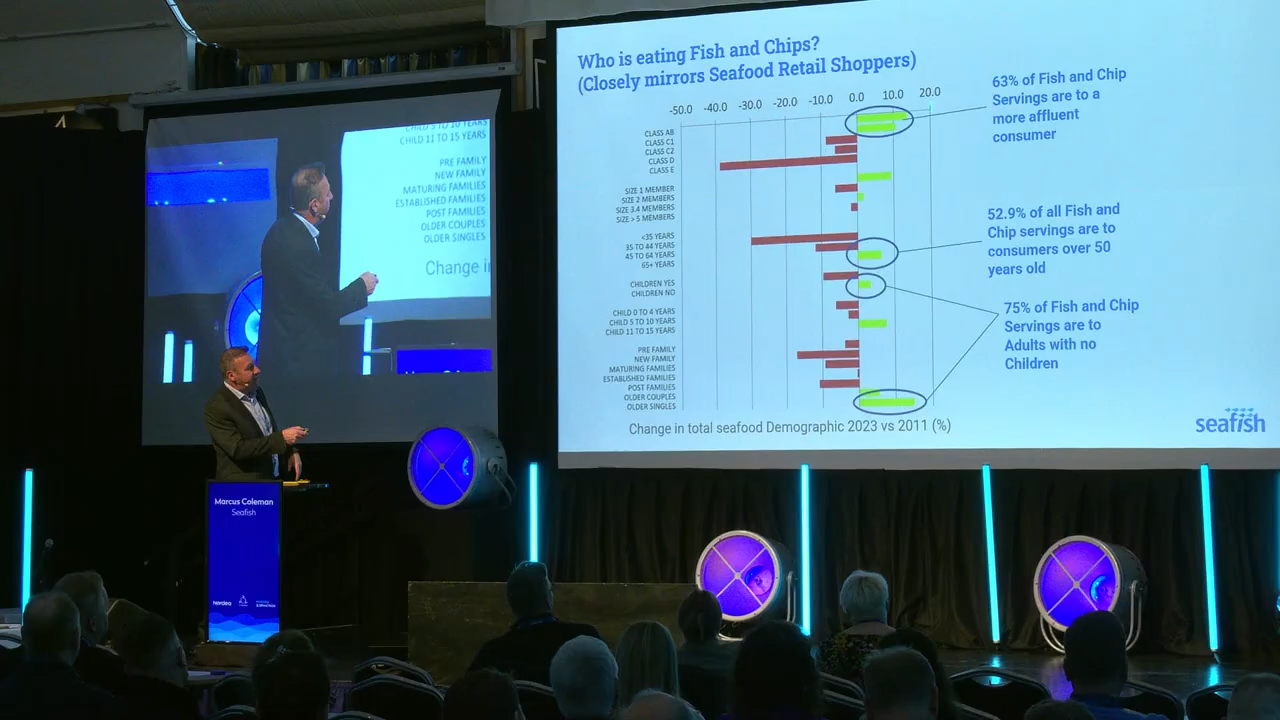 CHILD 5 TO 10 YEARS
CHILD 11 TO 15 YEARS
PRE FAMILY
NEW FAMILY
MATURING FAMILIES
ESTABLISHED FAMILIES
POST FAMILIES
OLDER COUPLES
OLDER SINGLES
Change i
Marcus Coleman
Seafish
Nordea
Who is eating Fish and Chips?
(Closely mirrors Seafood Retail Shoppers)
-50.0 -40.0 -30.0 -20.0 -10.0 0.0 10.0 20.0
CLASS AB
CLASS C1
CLASS C2
CLASS D
CLASS E
SIZE 1 MEMBER
SIZE 2 MEMBERS
SIZE 3.4 MEMBERS
SIZE > 5 MEMBERS
<35 YEARS
35 TO 44 YEARS
45 TO 64 YEARS
65+ YEARS
CHILDREN YES
CHILDREN NO
CHILD 0 TO 4 YEARS
CHILD 5 TO 10 YEARS
CHILD 11 TO 15 YEARS
PRE FAMILY
NEW FAMILY
MATURING FAMILIES
ESTABLISHED FAMILIES
POST FAMILIES
OLDER COUPLES
OLDER SINGLES
Change in total seafood Demographic 2023 vs 2011 (%)
63% of Fish and Chip
Servings are to a
more affluent
consumer
52.9% of all Fish and
Chip servings are to
consumers over 50
years old
75% of Fish and Chip
Servings are to
Adults with no
Children
seafish